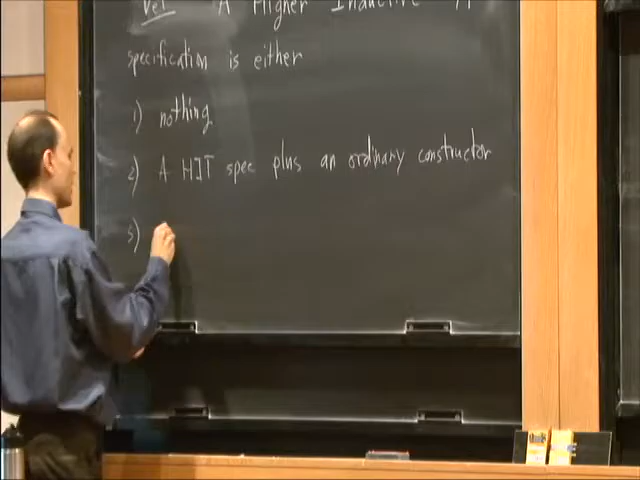 Def. A Higher Inductive
specification is either
1) nothing.
2) A HIT spec plus an ordinary constructor
3)